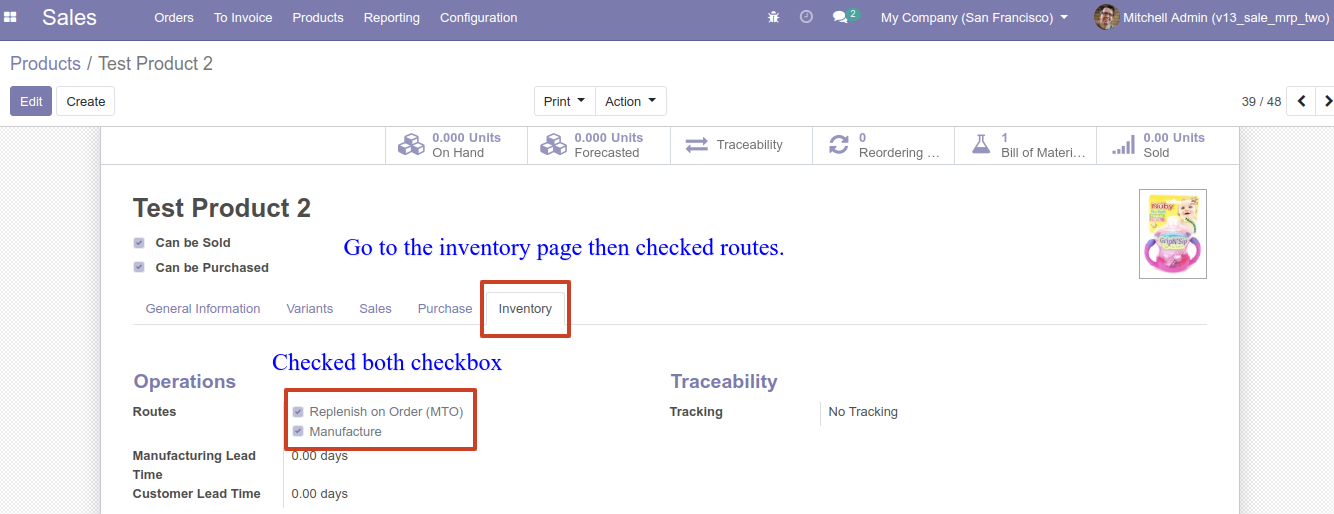 Sales Orders To Invoice Products Reporting Configuration 2 My Company (San Francisco) Mitchell Admin (v13_sale_mrp_two)
Products / Test Product 2
Edit Create Print Action 39 / 48
0.000 Units 0.000 Units Traceability 0 1 0.00 Units
On Hand Forecasted Reordering ... Bill of Materi... Sold
Test Product 2
Can be Sold
Go to the inventory page then checked routes.
Can be Purchased
Nuby
Grip N' Sip
General Information Variants Sales Purchase Inventory
Checked both checkbox
Operations Traceability
Routes Replenish on Order (MTO) Tracking No Tracking
Manufacture
Manufacturing Lead Time 0.00 days
Customer Lead Time 0.00 days